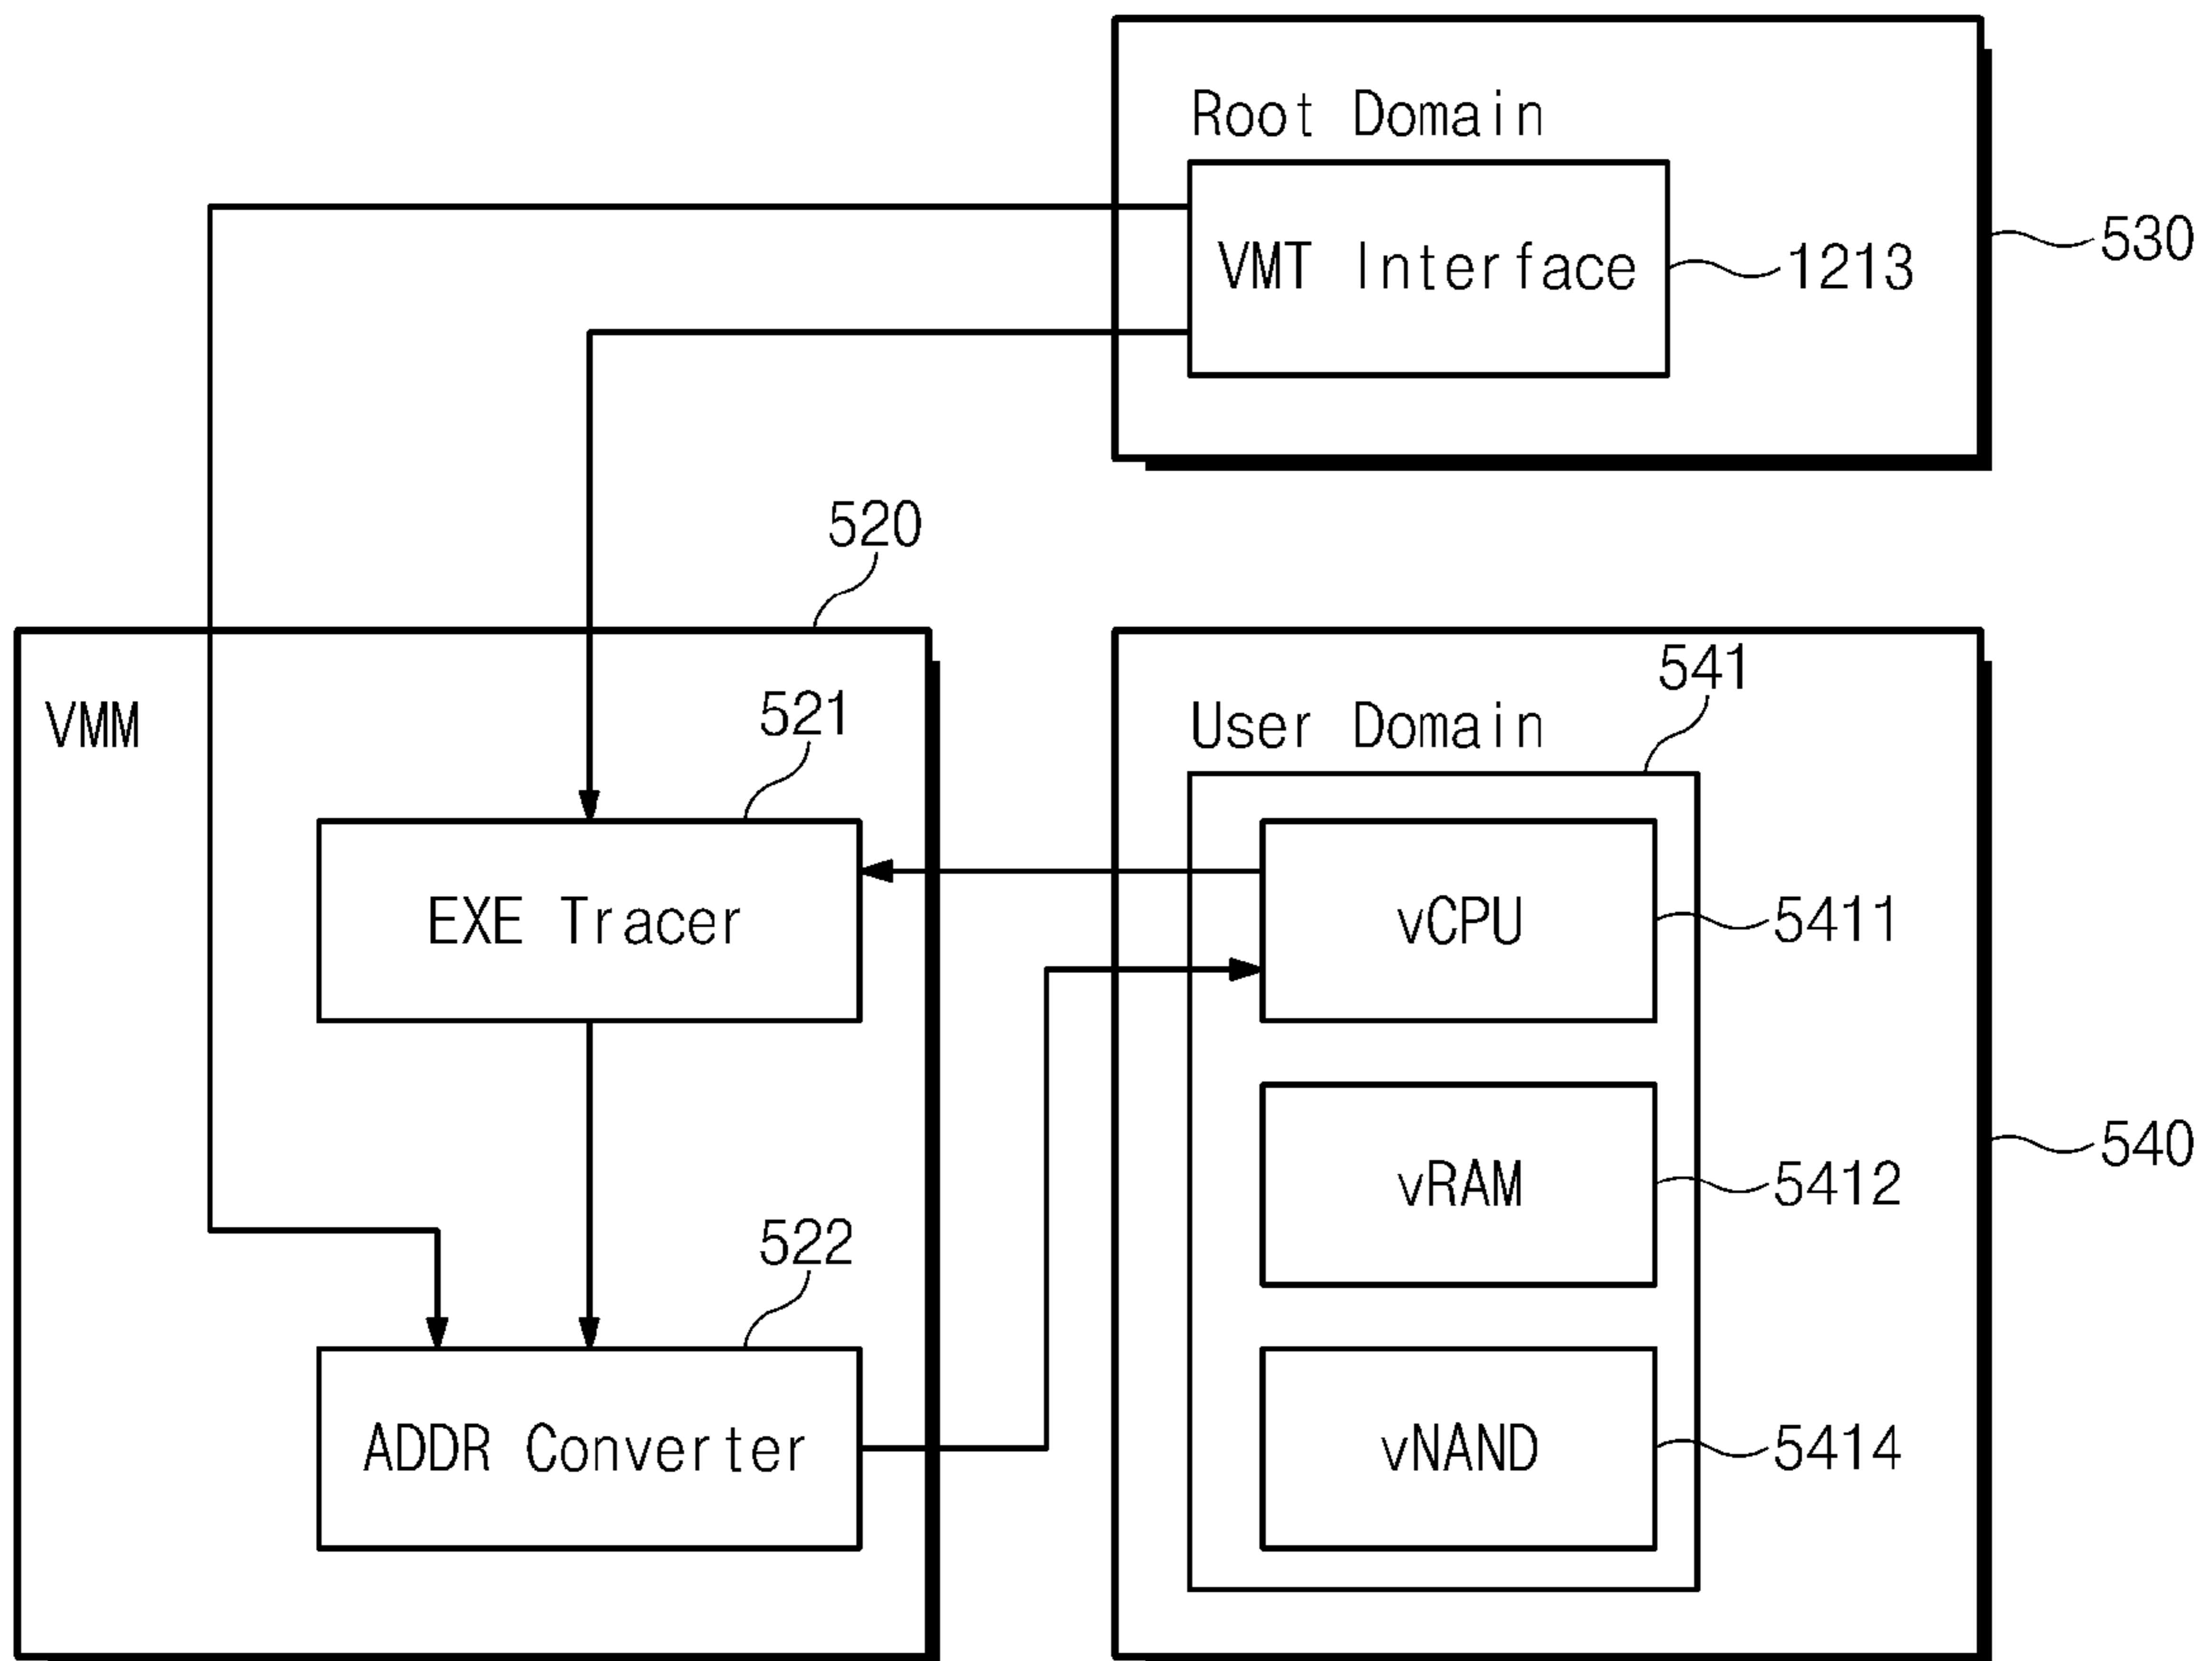 Root Domain
VMT Interface
1213
530
520
VMM
521
EXE Tracer
522
ADDR Converter
541
User Domain
vCPU
5411
vRAM
5412
vNAND
5414
540